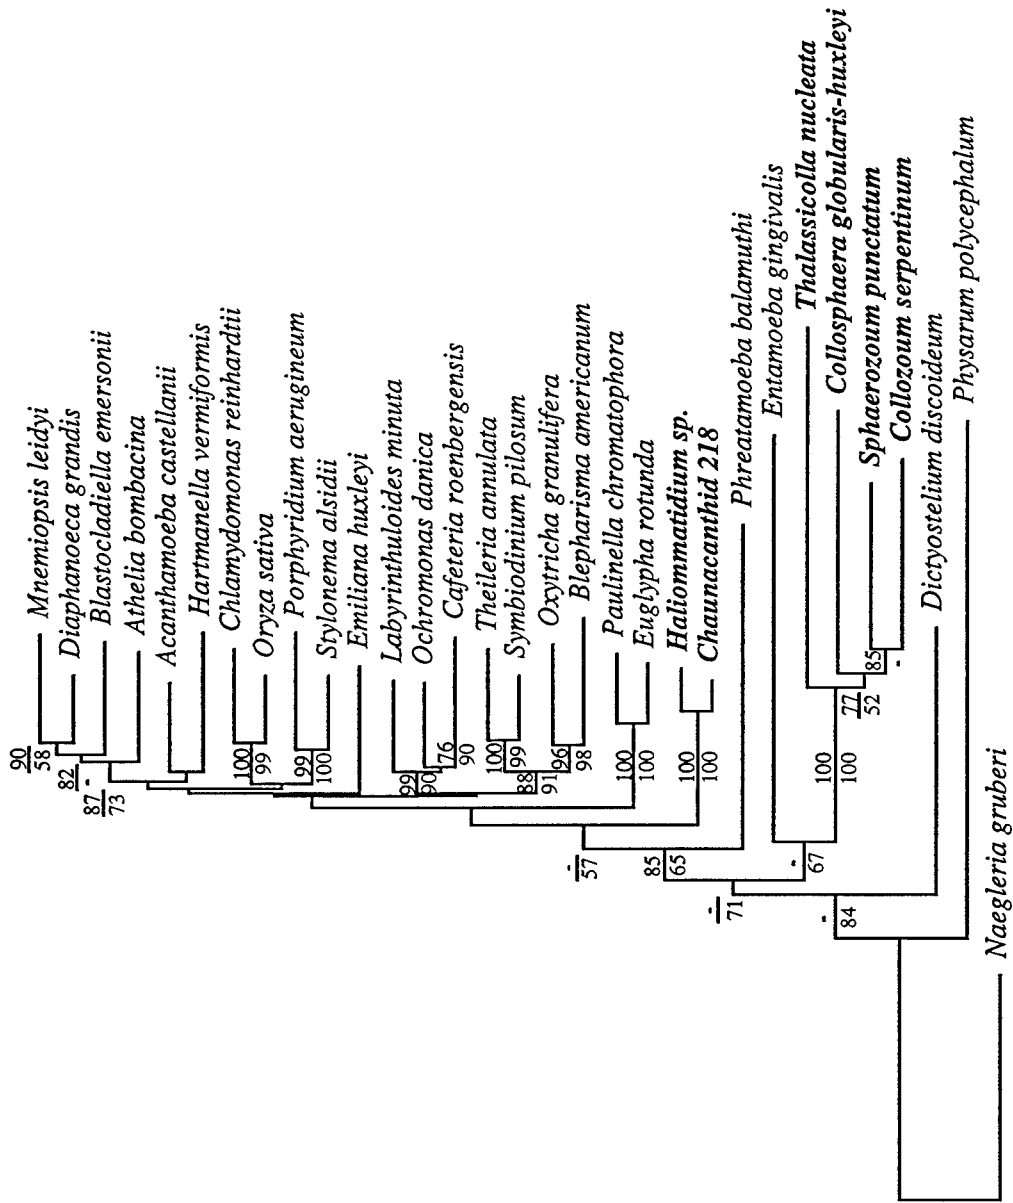 Mnemiopsis leidyi
Diaphanoeca grandis
Blastocladiella emersonii
Athelia bombacina
Acanthamoeba castellanii
Hartmanella vermiformis
Chlamydomonas reinhardtii
Oryza sativa
Porphyridium aerugineum
Stylonema alsidii
Emiliana huxleyi
Labyrinthuloides minuta
Ochromonas danica
Cafeteria roenbergensis
Theileria annulata
Symbiodinium pilosum
Oxytricha granulifera
Blepharisma americanum
Paulinella chromatophora
Euglypha rotunda
Haliommatidium sp.
Chaunacanthid 218
Phreatamoeba balamuthi
Entamoeba gingivalis
Thalassicolla nucleata
Collosphaera globularis-huxleyi
Sphaerozoum punctatum
Collozoum serpentinum
Dictyostelium discoideum
Physarum polycephalum
Naegleria gruberi
90
58
82
-
87
73
100
99
99
100
99
90
76
90
100
99
88
91
96
98
100
100
100
100
-
57
85
65
-
71
-
67
100
100
77
52
85
-
-
84